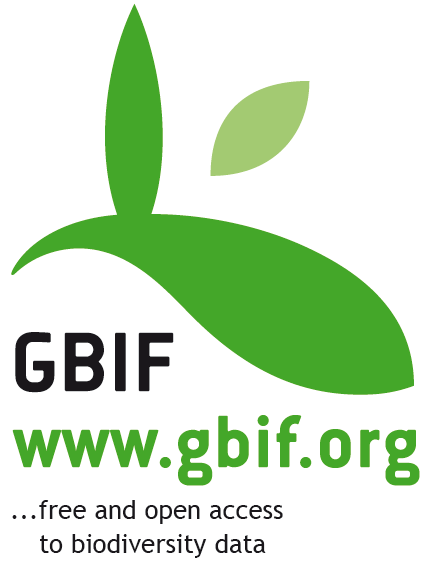 GBIF
www.gbif.org
...free and open access
to biodiversity data